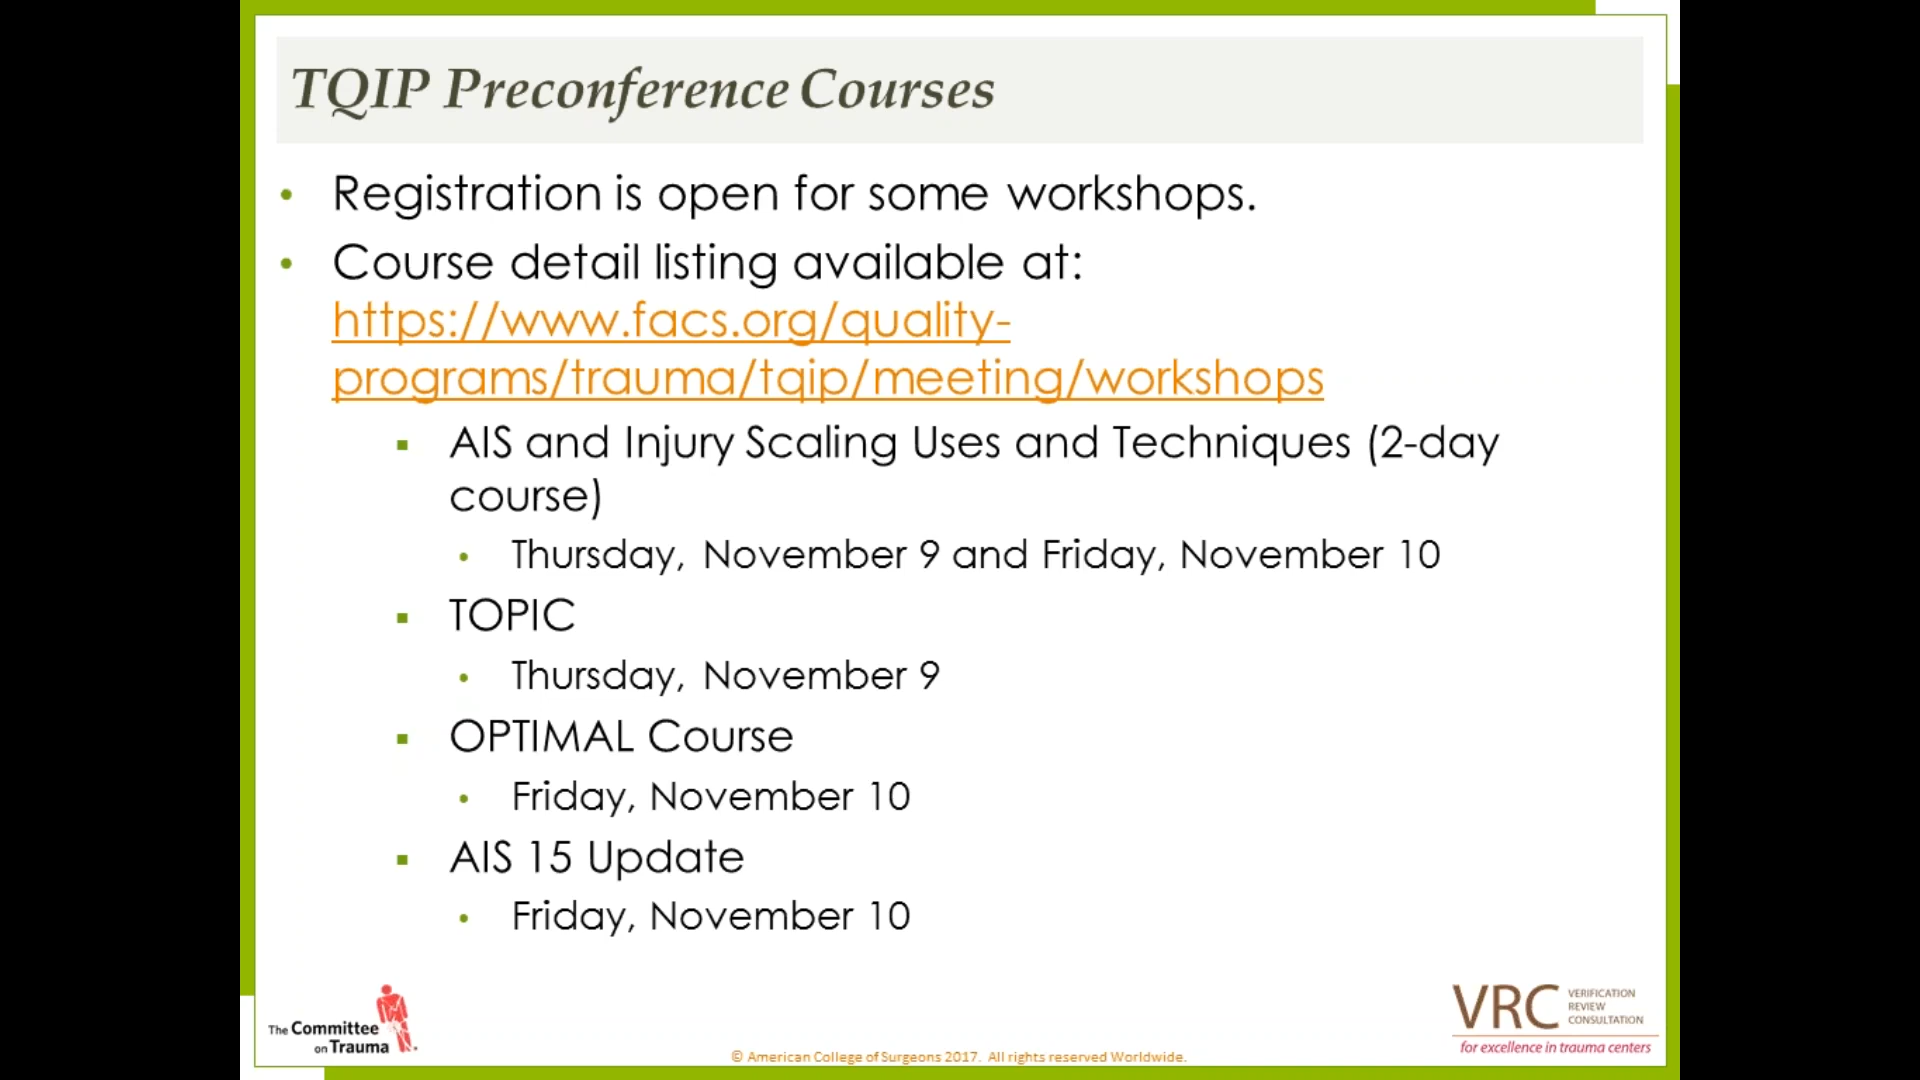 TQIP Preconference Courses
• Registration is open for some workshops.
• Course detail listing available at:
https://www.facs.org/quality-
programs/trauma/tqip/meeting/workshops
▪ AIS and Injury Scaling Uses and Techniques (2-day
course)
• Thursday, November 9 and Friday, November 10
▪ TOPIC
• Thursday, November 9
▪ OPTIMAL Course
• Friday, November 10
▪ AIS 15 Update
• Friday, November 10
The Committee
on Trauma
© American College of Surgeons 2017. All rights reserved Worldwide.
VRC VERIFICATION
REVIEW
CONSULTATION
for excellence in trauma centers